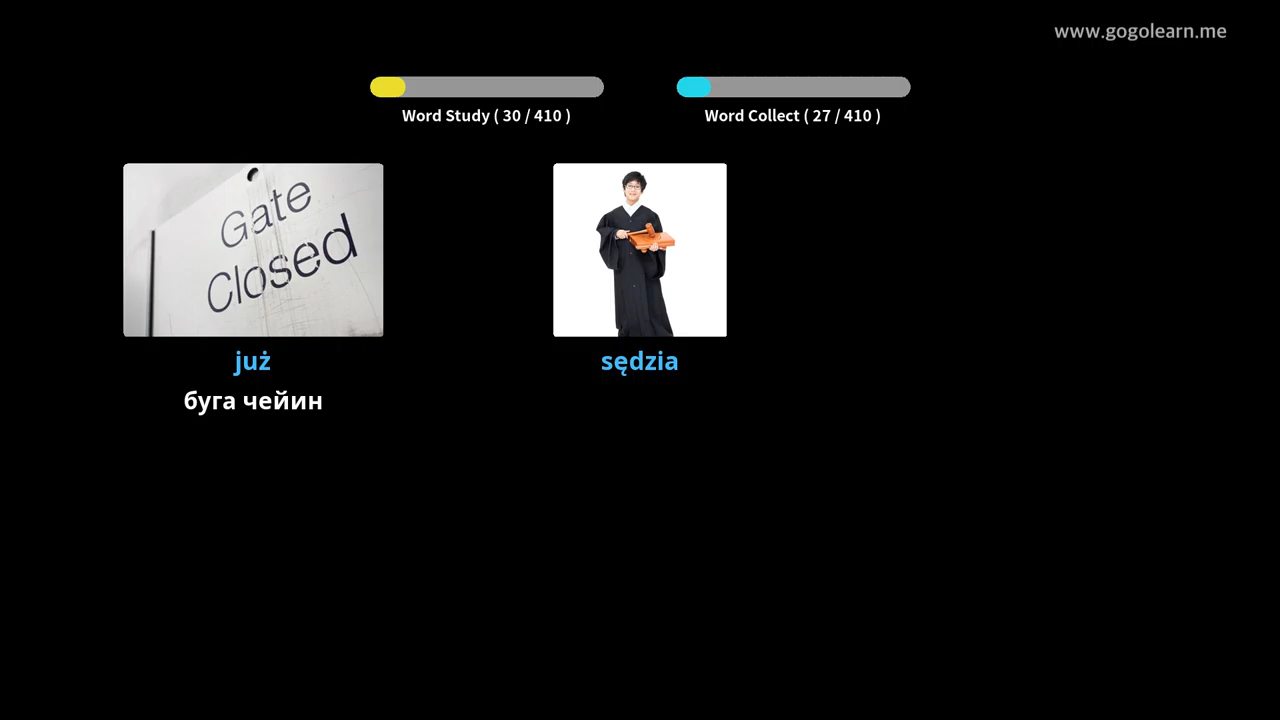 www.gogolearn.me
Word Study ( 30 / 410 )
Word Collect ( 27 / 410 )
Gate
Closed
już
sędzia
буга чейин